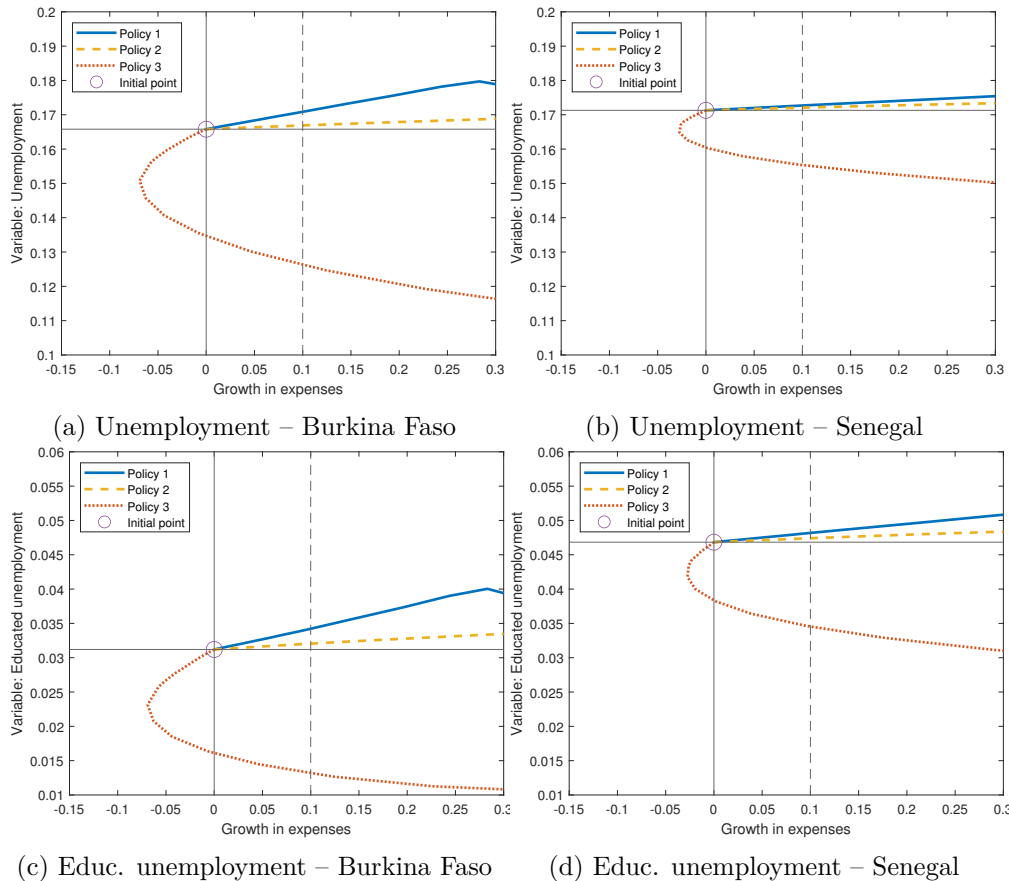 Variable: Unemployment
0.2
0.19
0.18
0.17
0.16
0.15
0.14
0.13
0.12
0.11
0.1
Policy 1
Policy 2
Policy 3
Initial point
-0.15 -0.1 -0.05 0 0.05 0.1 0.15 0.2 0.25 0.3
Growth in expenses
(a) Unemployment – Burkina Faso
Variable: Unemployment
0.2
0.19
0.18
0.17
0.16
0.15
0.14
0.13
0.12
0.11
0.1
Policy 1
Policy 2
Policy 3
Initial point
-0.15 -0.1 -0.05 0 0.05 0.1 0.15 0.2 0.25 0.3
Growth in expenses
(b) Unemployment – Senegal
Variable: Educated unemployment
0.06
0.055
0.05
0.045
0.04
0.035
0.03
0.025
0.02
0.015
0.01
Policy 1
Policy 2
Policy 3
Initial point
-0.15 -0.1 -0.05 0 0.05 0.1 0.15 0.2 0.25 0.3
Growth in expenses
(c) Educ. unemployment – Burkina Faso
Variable: Educated unemployment
0.06
0.055
0.05
0.045
0.04
0.035
0.03
0.025
0.02
0.015
0.01
Policy 1
Policy 2
Policy 3
Initial point
-0.15 -0.1 -0.05 0 0.05 0.1 0.15 0.2 0.25 0.3
Growth in expenses
(d) Educ. unemployment – Senegal